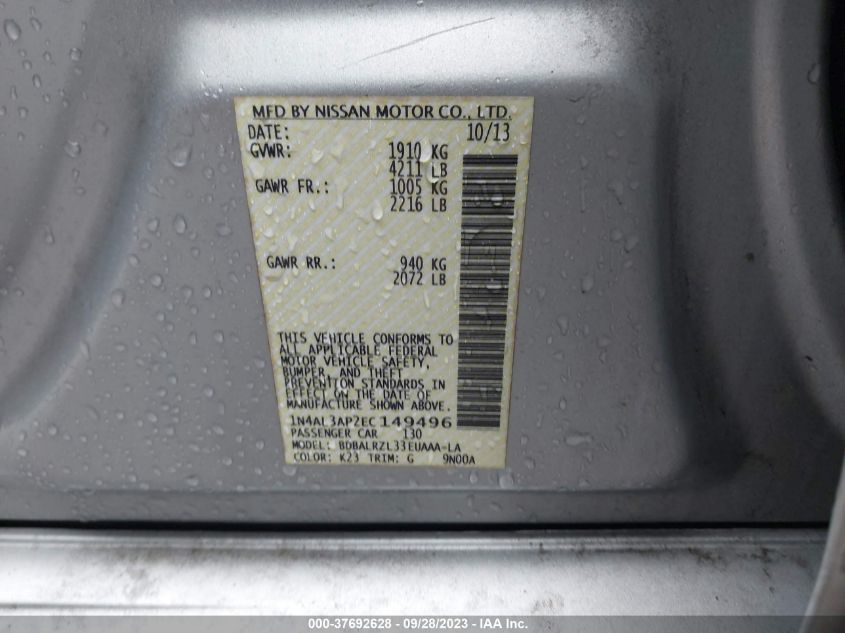 MFD BY NISSAN MOTOR CO., LTD.
DATE: 10/13
GVWR: 1910 KG
4211 LB
GAWR FR.: 1005 KG
2216 LB
GAWR RR.: 940 KG
2072 LB
THIS VEHICLE CONFORMS TO
ALL APPLICABLE FEDERAL
MOTOR VEHICLE SAFETY,
BUMPER, AND THEFT
PREVENTION STANDARDS IN
EFFECT ON THE DATE OF
MANUFACTURE SHOWN ABOVE.
1N4AL3AP2EC149496
PASSENGER CAR 130
MODEL: BDBALRZL33EUAAA-LA
COLOR: K23 TRIM: G 9N00A
000-37692628 - 09/28/2023 - IAA Inc.